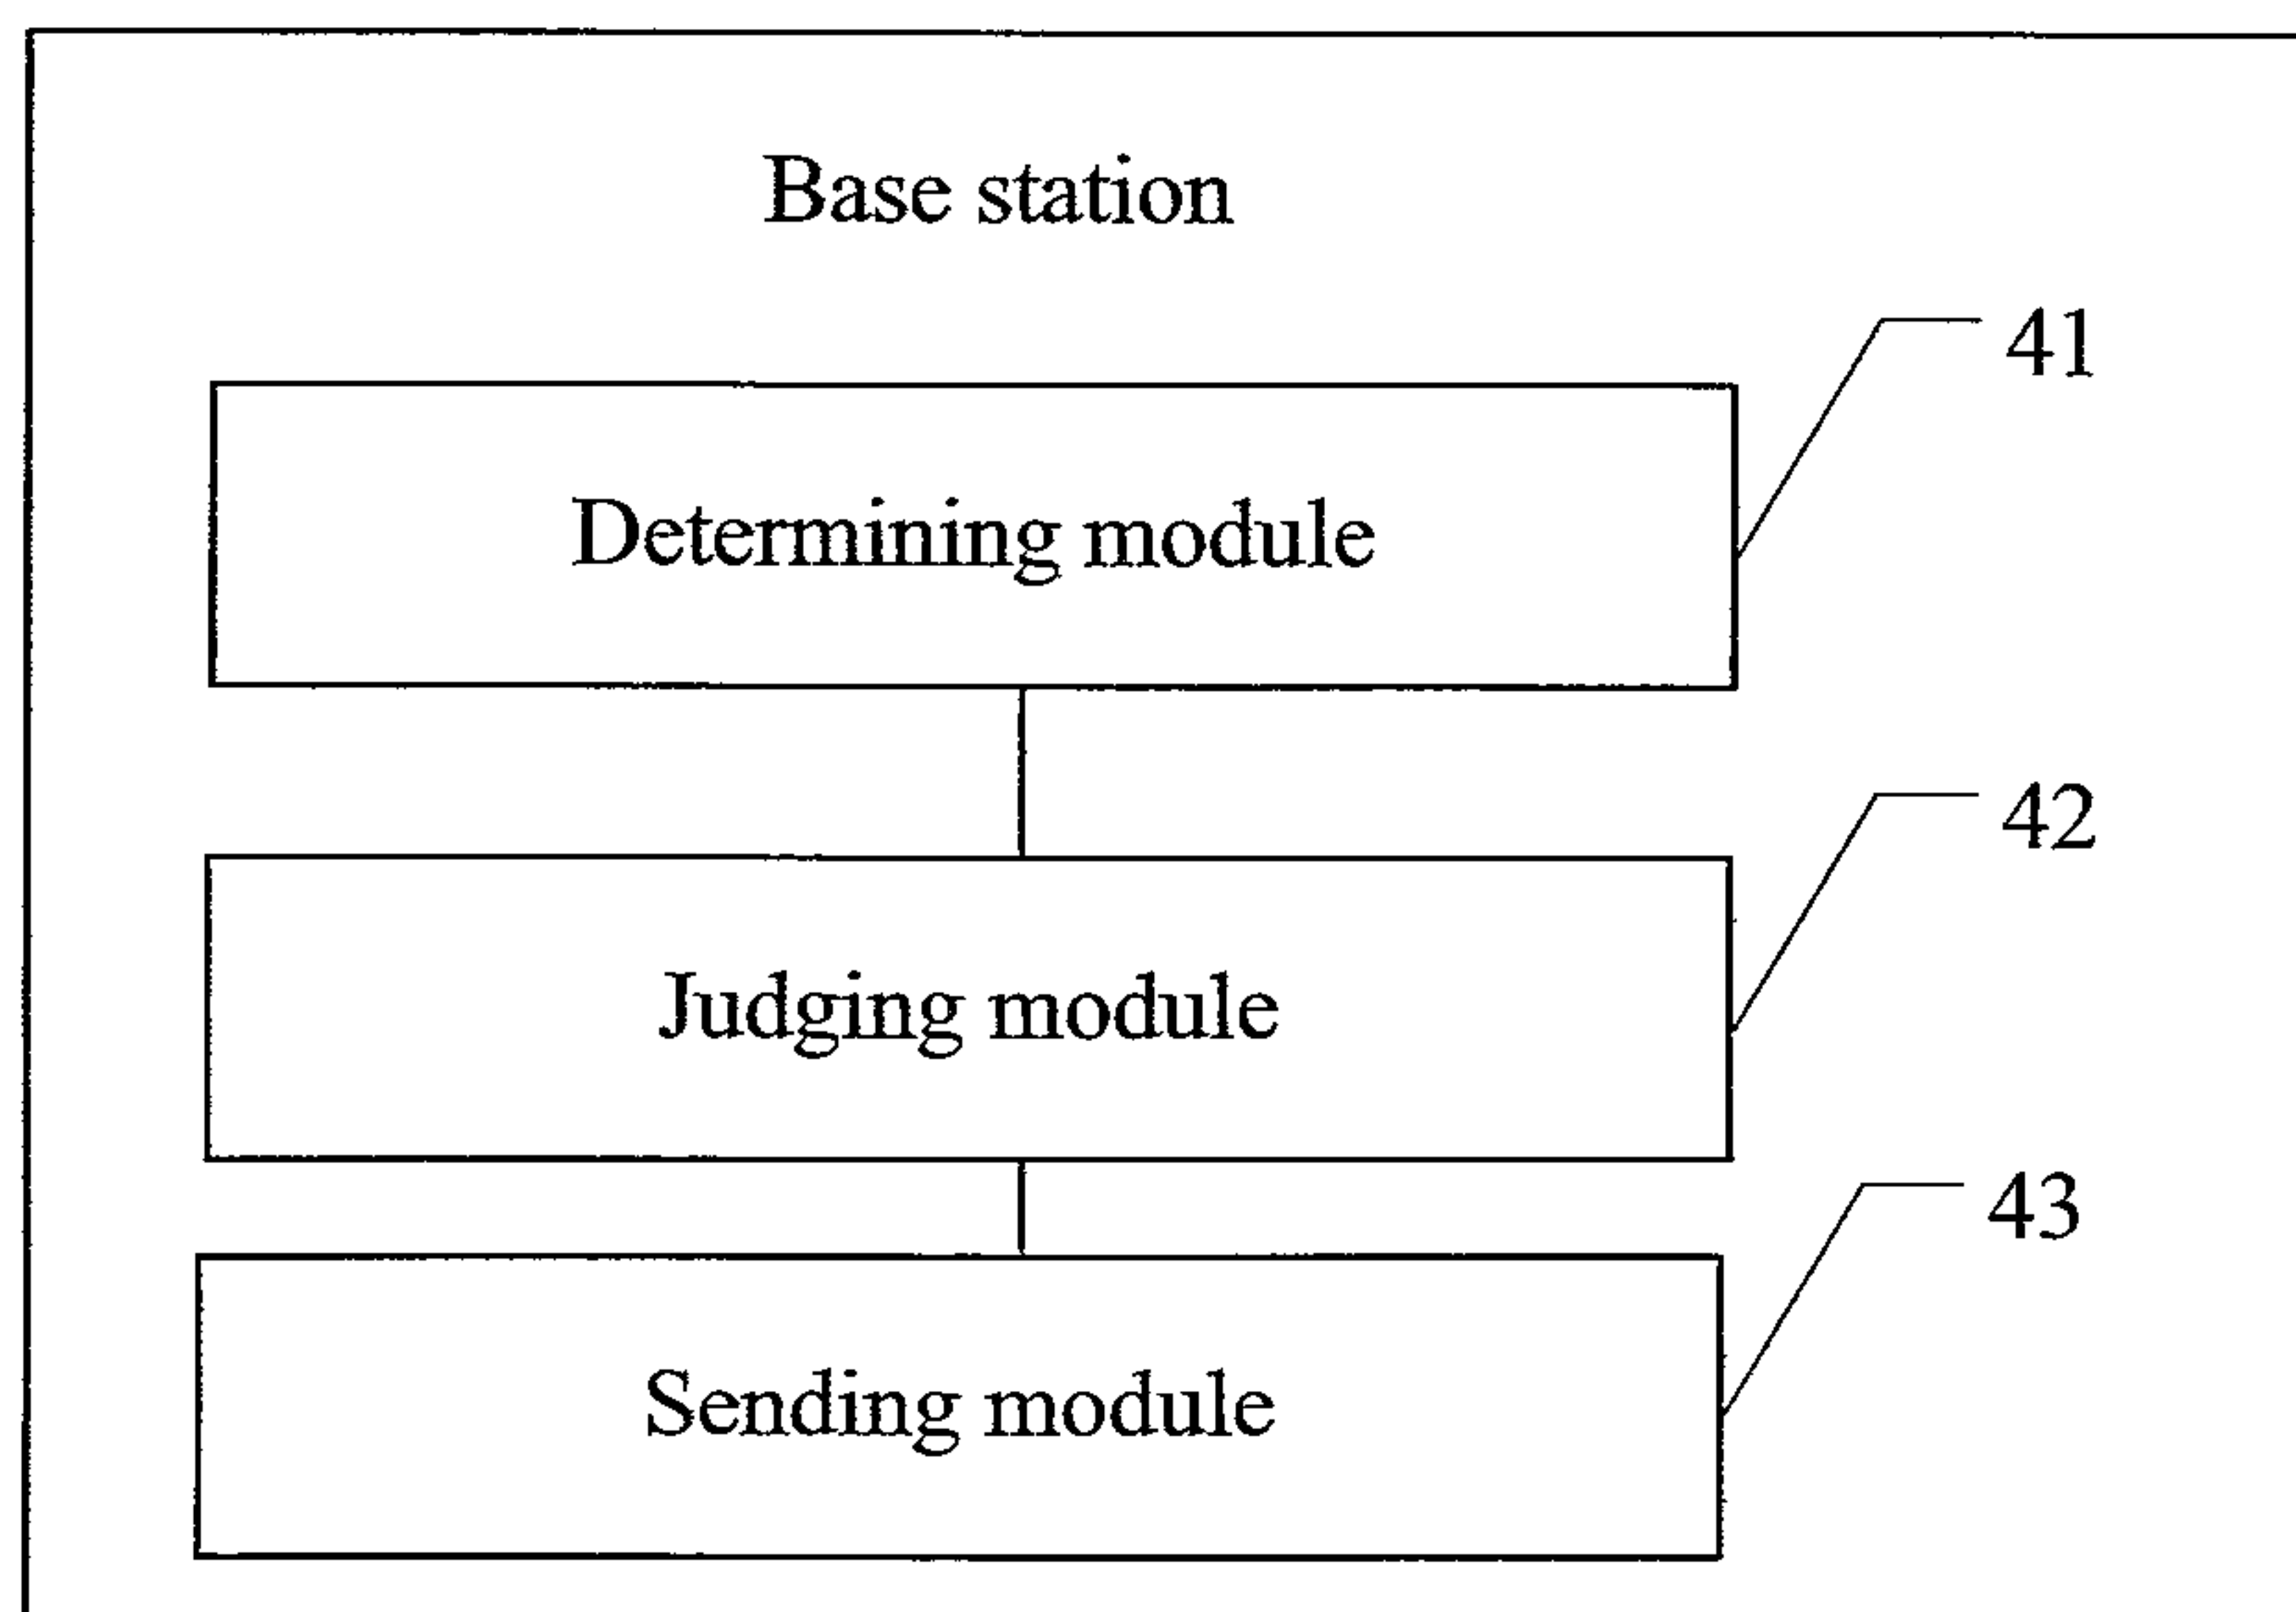 Base station
41
Determining module
42
Judging module
43
Sending module